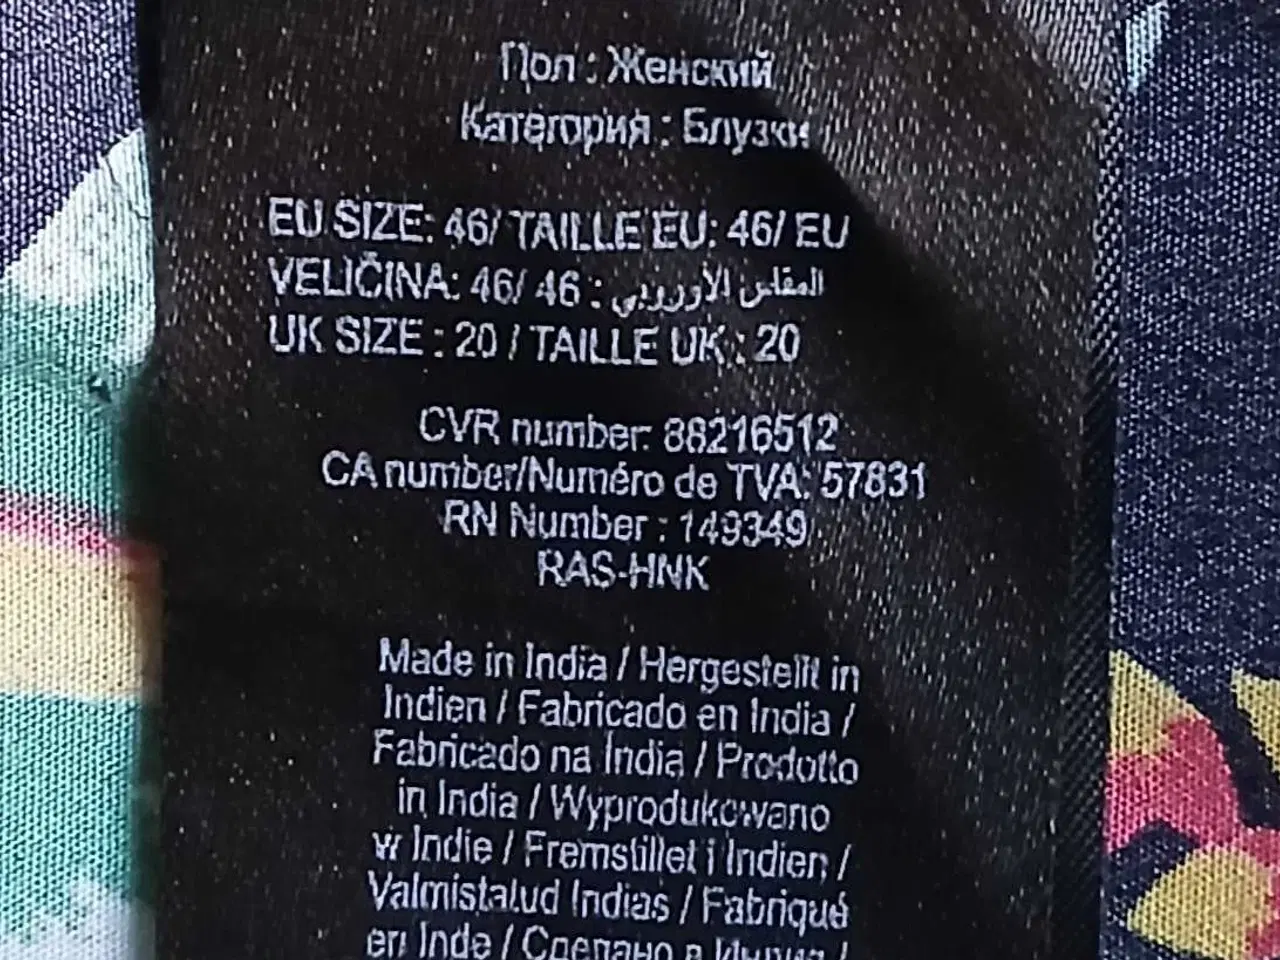 Пол : Женский
Категория : Блузки
EU SIZE: 46/ TAILLE EU: 46/ EU
VELIČINA: 46/ 46 : المقاس الأوروبي
UK SIZE : 20 / TAILLE UK : 20
CVR number: 88216512
CA number/Numéro de TVA: 57831
RN Number : 149349
RAS-HNK
Made in India / Hergestellt in
Indien / Fabricado en India /
Fabricado na Índia / Prodotto
in India / Wyprodukowano
w Indie / Fremstillet i Indien /
Valmistatud Indias / Fabriqué
en Inde / Сделано в Индия /